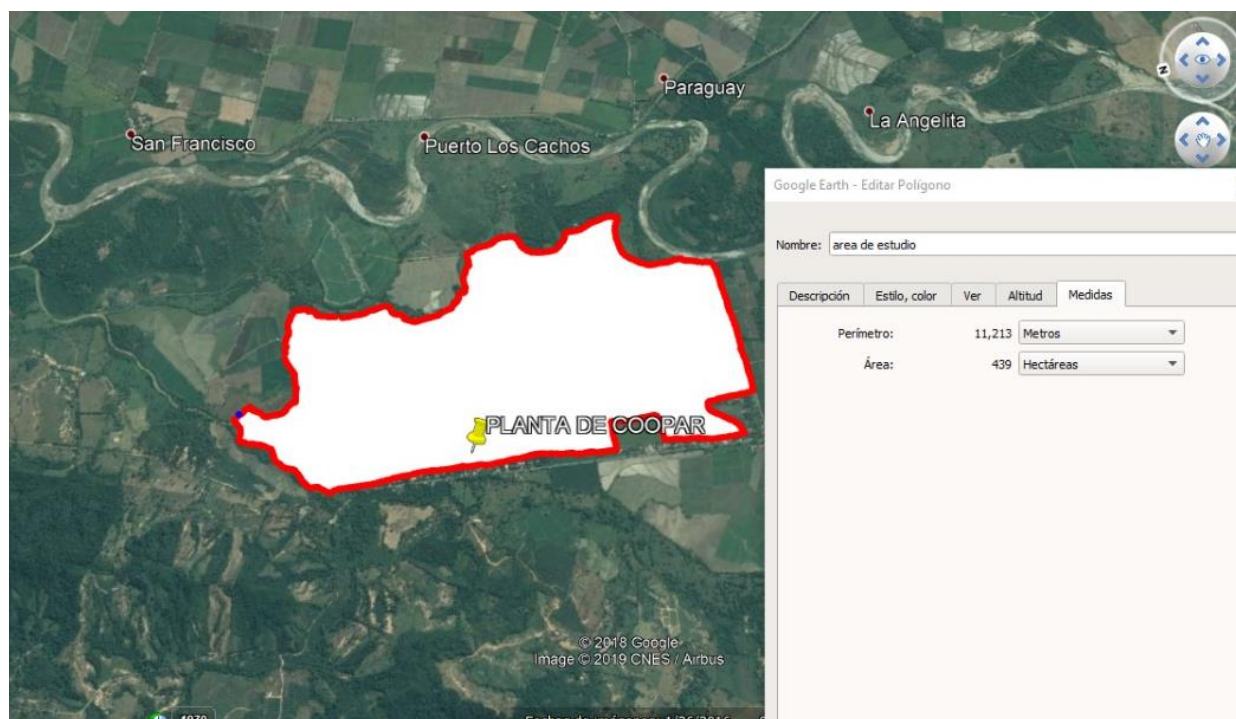 San Francisco
Puerto Los Cachos
Paraguay
La Angelita
PLANTA DE COOPAR
© 2018 Google
Image © 2019 CNES / Airbus
Google Earth - Editar Polígono
Nombre: area de estudio
Descripción Estilo, color Ver Altitud Medidas
Perímetro: 11,213 Metros
Área: 439 Hectáreas